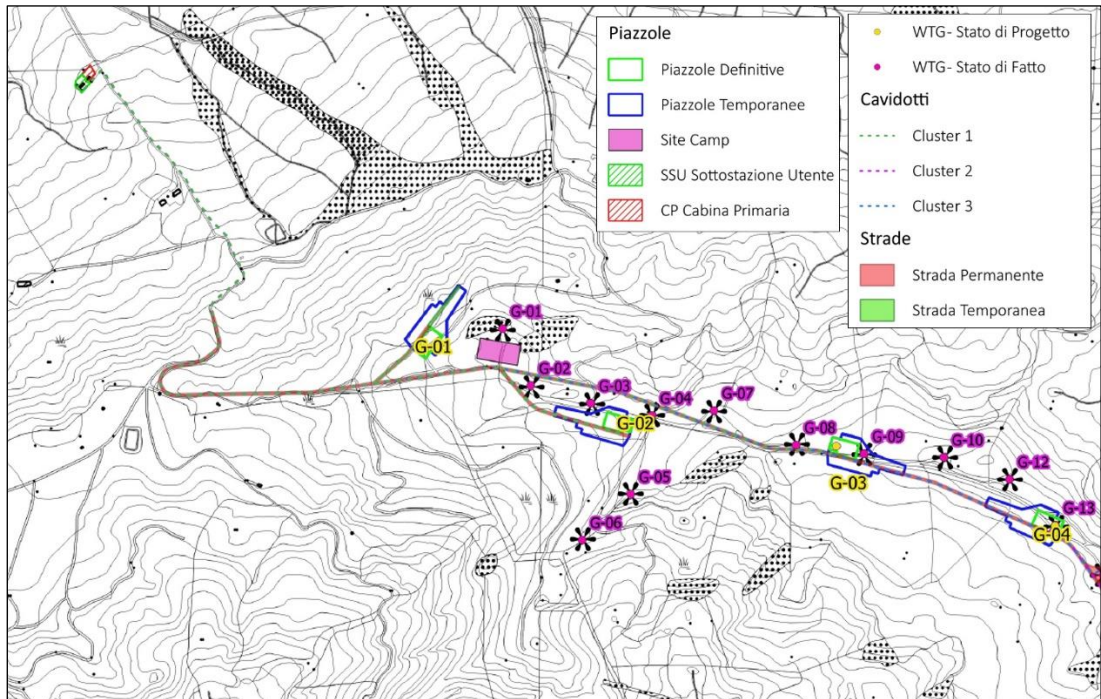 Piazzole
Piazzole Definitive
Piazzole Temporanee
Site Camp
SSU Sottostazione Utente
CP Cabina Primaria
WTG- Stato di Progetto
WTG- Stato di Fatto
Cavidotti
Cluster 1
Cluster 2
Cluster 3
Strade
Strada Permanente
Strada Temporanea
G-01
G-01
G-02
G-03
G-04
G-07
G-02
G-08
G-09
G-10
G-03
G-12
G-05
G-13
G-04
G-06